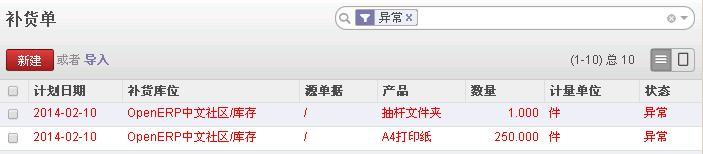 补货单
异常 x
新建 或者 导入
(1-10) 总 10
计划日期 补货库位 源单据 产品 数量 计量单位 状态
2014-02-10 OpenERP中文社区/库存 / 抽杆文件夹 1.000 件 异常
2014-02-10 OpenERP中文社区/库存 / A4打印纸 250.000 件 异常